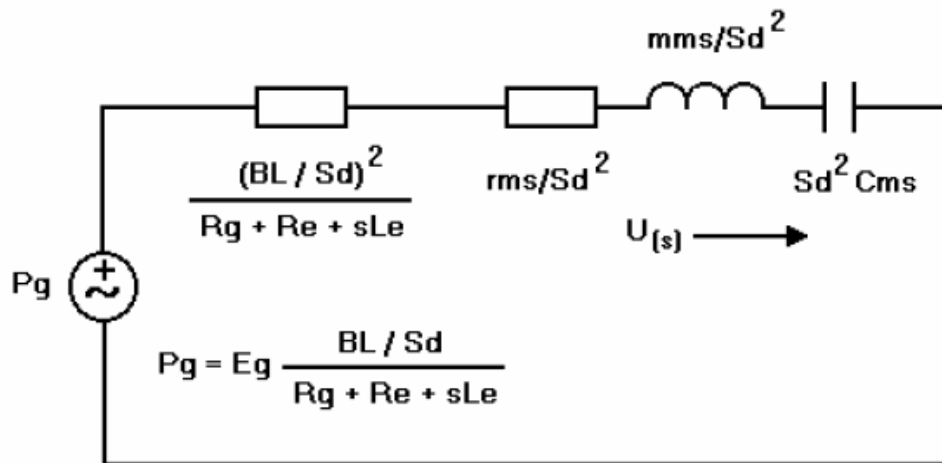 mms/Sd²
(BL / Sd)²
Rg + Re + sLe
rms/Sd²
Sd² Cms
U(s)
Pg
+
~
Pg = Eg
BL / Sd
Rg + Re + sLe